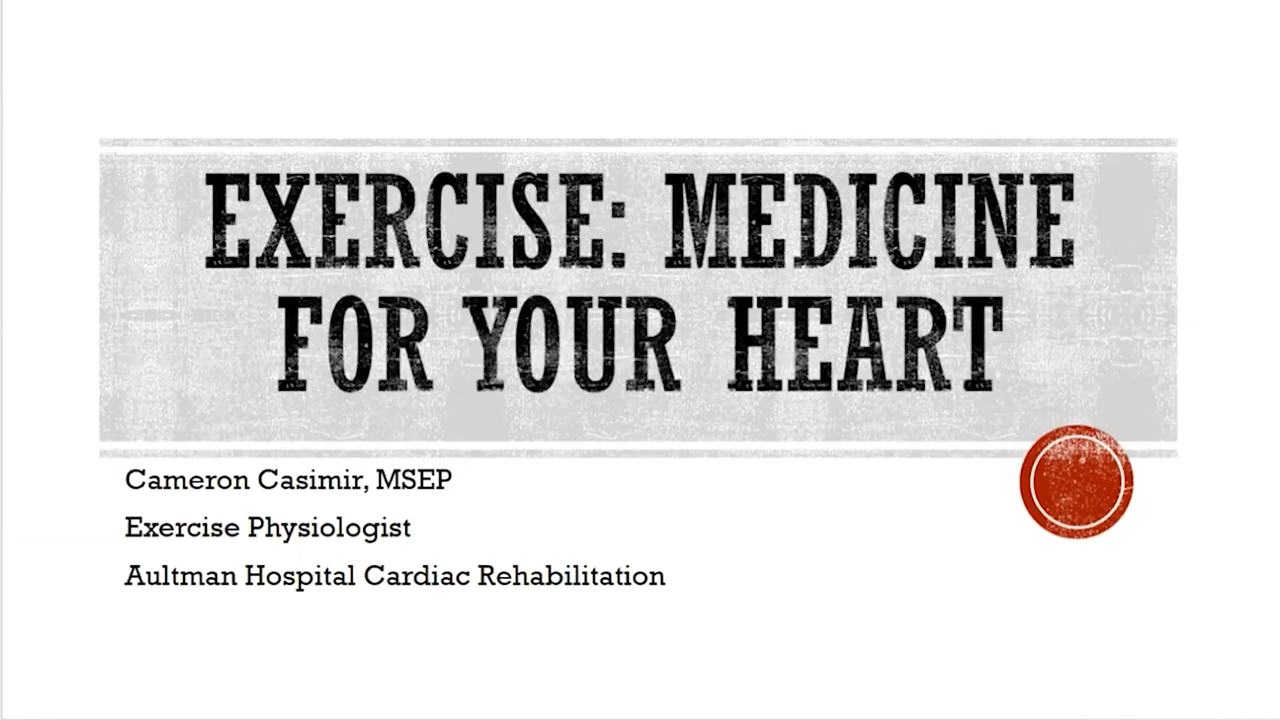 EXERCISE: MEDICINE
FOR YOUR HEART
Cameron Casimir, MSEP
Exercise Physiologist
Aultman Hospital Cardiac Rehabilitation